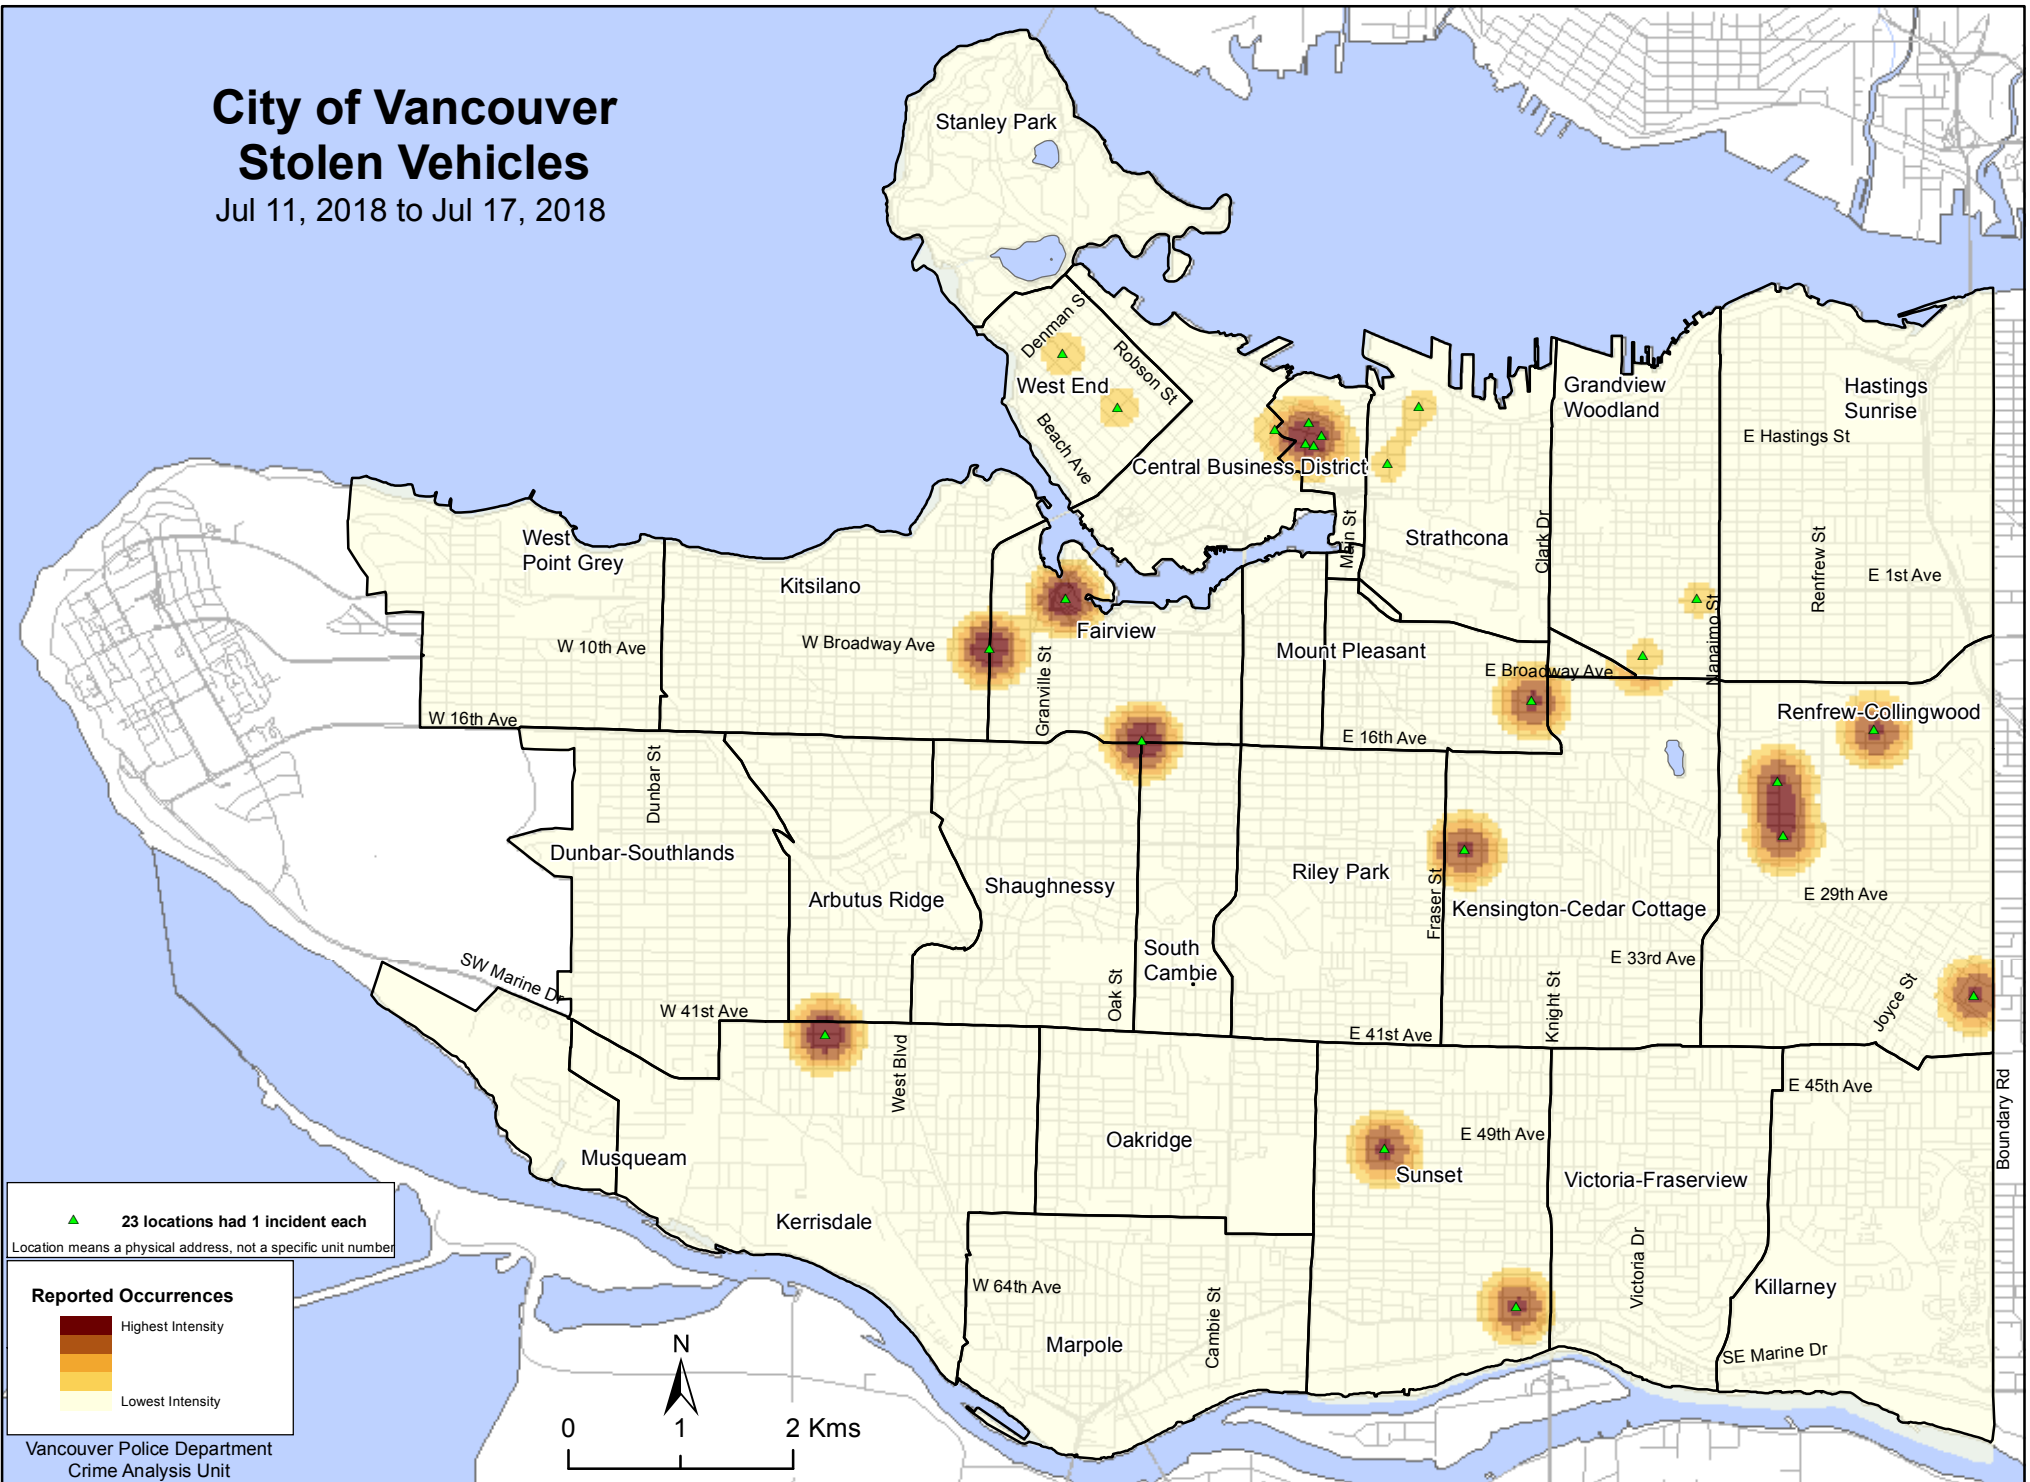 City of Vancouver
Stolen Vehicles
Jul 11, 2018 to Jul 17, 2018
Stanley Park
Denman S
Robson St
West End
Beach Ave
Central Business District
Grandview
Woodland
Hastings
Sunrise
E Hastings St
Main St
Strathcona
Clark Dr
Renfrew St
E 1st Ave
Nanaimo St
West
Point Grey
Kitsilano
W 10th Ave
W Broadway Ave
Fairview
Granville St
Mount Pleasant
E Broadway Ave
W 16th Ave
E 16th Ave
Renfrew-Collingwood
Dunbar St
Dunbar-Southlands
Arbutus Ridge
Shaughnessy
Riley Park
Fraser St
Kensington-Cedar Cottage
E 29th Ave
South
Cambie
E 33rd Ave
SW Marine Dr
W 41st Ave
Oak St
E 41st Ave
Knight St
Joyce St
West Blvd
E 45th Ave
Boundary Rd
Musqueam
Oakridge
E 49th Ave
Sunset
Victoria-Fraserview
Kerrisdale
W 64th Ave
Cambie St
Victoria Dr
Killarney
Marpole
SE Marine Dr
23 locations had 1 incident each
Location means a physical address, not a specific unit number
Reported Occurrences
Highest Intensity
Lowest Intensity
Vancouver Police Department
Crime Analysis Unit
N
0 1 2 Kms